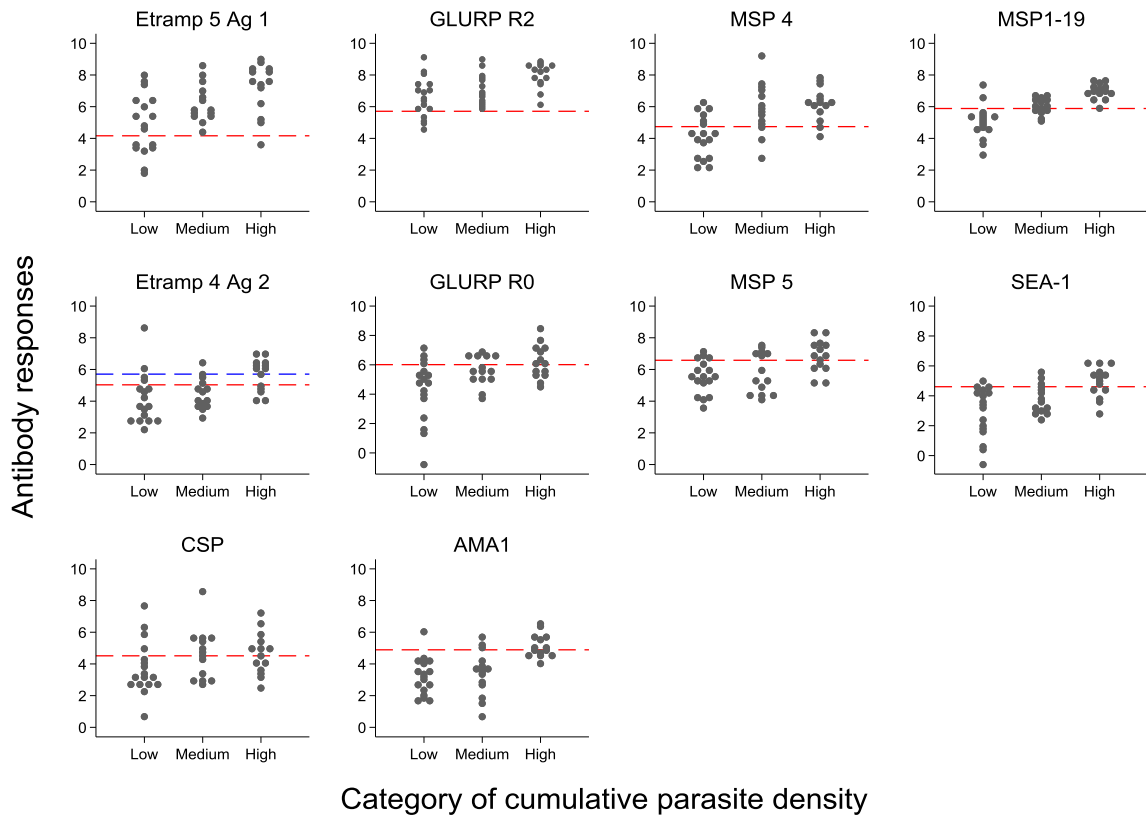 Etramp 5 Ag 1
GLURP R2
MSP 4
MSP1-19
10
8
6
4
2
0
Low Medium High
10
8
6
4
2
0
Low Medium High
10
8
6
4
2
0
Low Medium High
10
8
6
4
2
0
Low Medium High
Antibody responses
Etramp 4 Ag 2
GLURP R0
MSP 5
SEA-1
10
8
6
4
2
0
Low Medium High
10
8
6
4
2
0
Low Medium High
10
8
6
4
2
0
Low Medium High
10
8
6
4
2
0
Low Medium High
CSP
AMA1
10
8
6
4
2
0
Low Medium High
10
8
6
4
2
0
Low Medium High
Category of cumulative parasite density